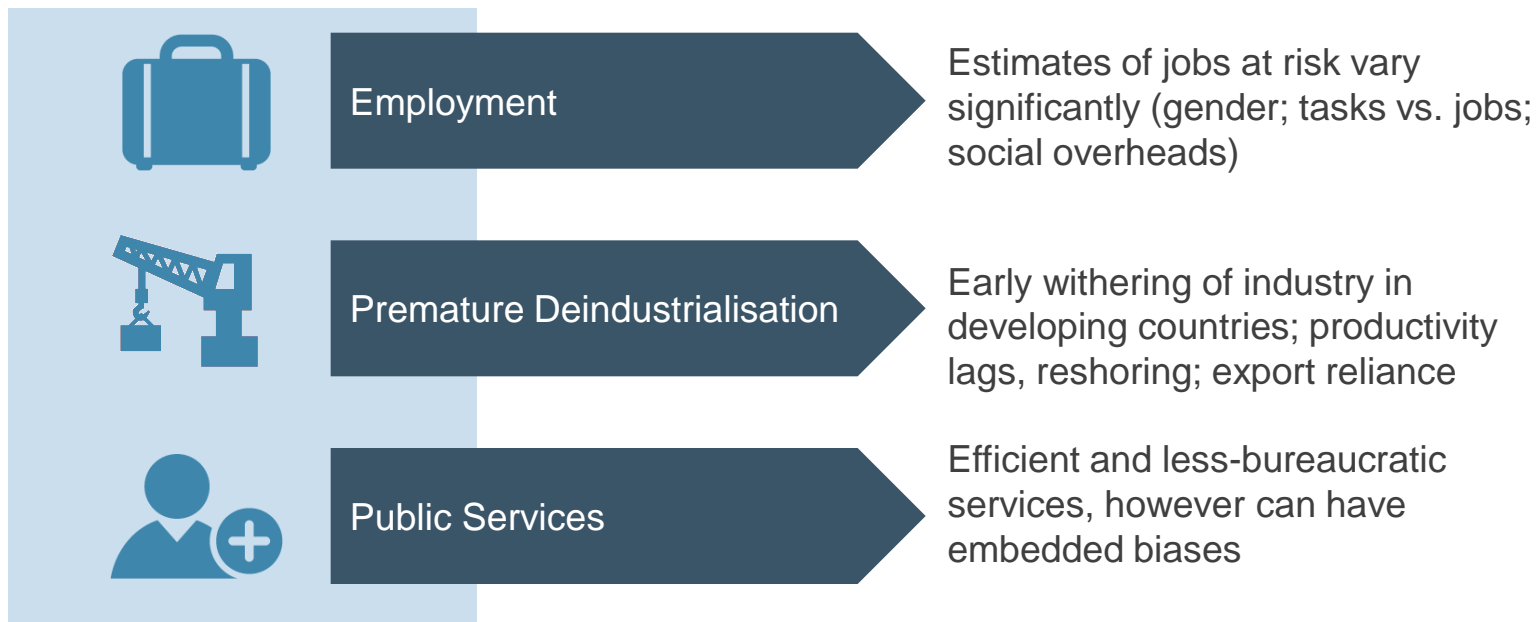 Employment
Estimates of jobs at risk vary
significantly (gender; tasks vs. jobs;
social overheads)
Premature Deindustrialisation
Early withering of industry in
developing countries; productivity
lags, reshoring; export reliance
Public Services
Efficient and less-bureaucratic
services, however can have
embedded biases